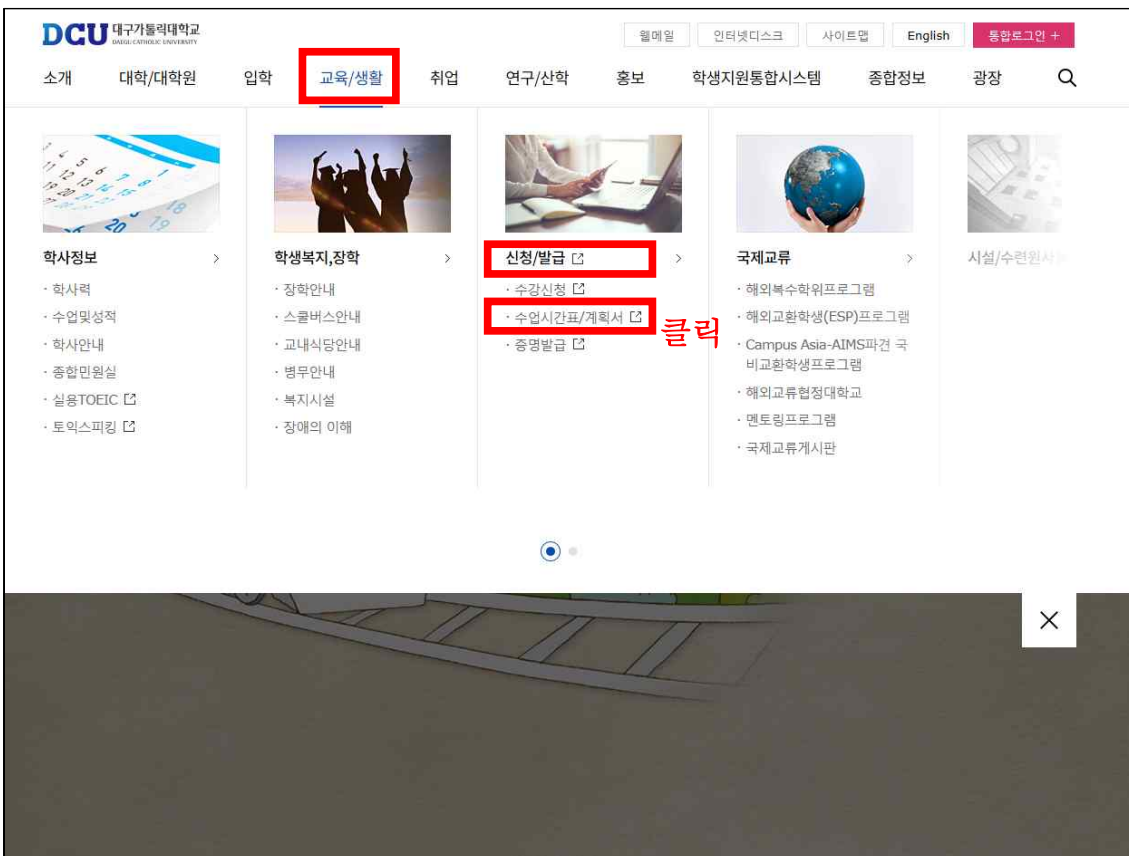 DCU 대구가톨릭대학교
DAEGU CATHOLIC UNIVERSITY
웹메일 인터넷디스크 사이트맵 English 통합로그인 +
소개 대학/대학원 입학 교육/생활 취업 연구/산학 홍보 학생지원통합시스템 종합정보 광장
학사정보
· 학사력
· 수업및성적
· 학사안내
· 종합민원실
· 실용TOEIC
· 토익스피킹
학생복지,장학
· 장학안내
· 스쿨버스안내
· 교내식당안내
· 병무안내
· 복지시설
· 장애의 이해
신청/발급
· 수강신청
· 수업시간표/계획서
클릭
· 증명발급
국제교류
· 해외복수학위프로그램
· 해외교환학생(ESP)프로그램
· Campus Asia-AIMS파견 국
비교환학생프로그램
· 해외교류협정대학교
· 멘토링프로그램
· 국제교류게시판
시설/수련원